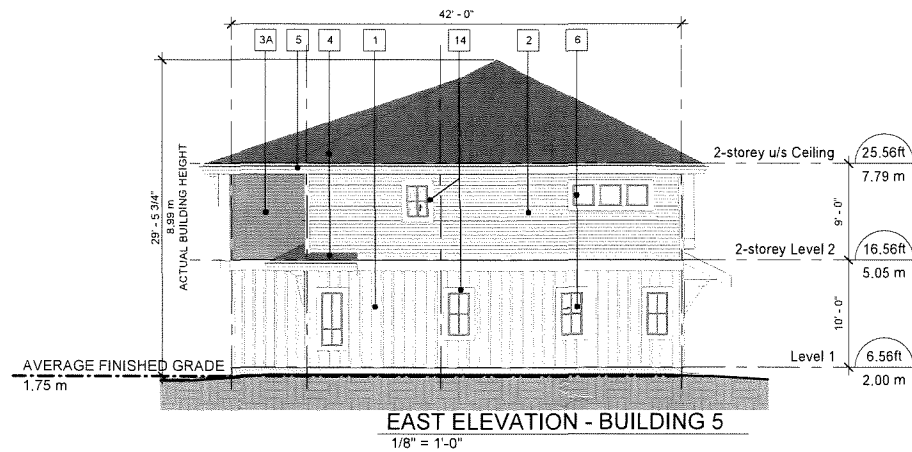 42' - 0"
3A 5 4 1 14 2 6
29' - 5 3/4"
8.99 m
ACTUAL BUILDING HEIGHT
2-storey u/s Ceiling 25.56ft
7.79 m
9' - 0"
2-storey Level 2 16.56ft
5.05 m
10' - 0"
Level 1 6.56ft
2.00 m
AVERAGE FINISHED GRADE
1.75 m
EAST ELEVATION - BUILDING 5
1/8" = 1'-0"